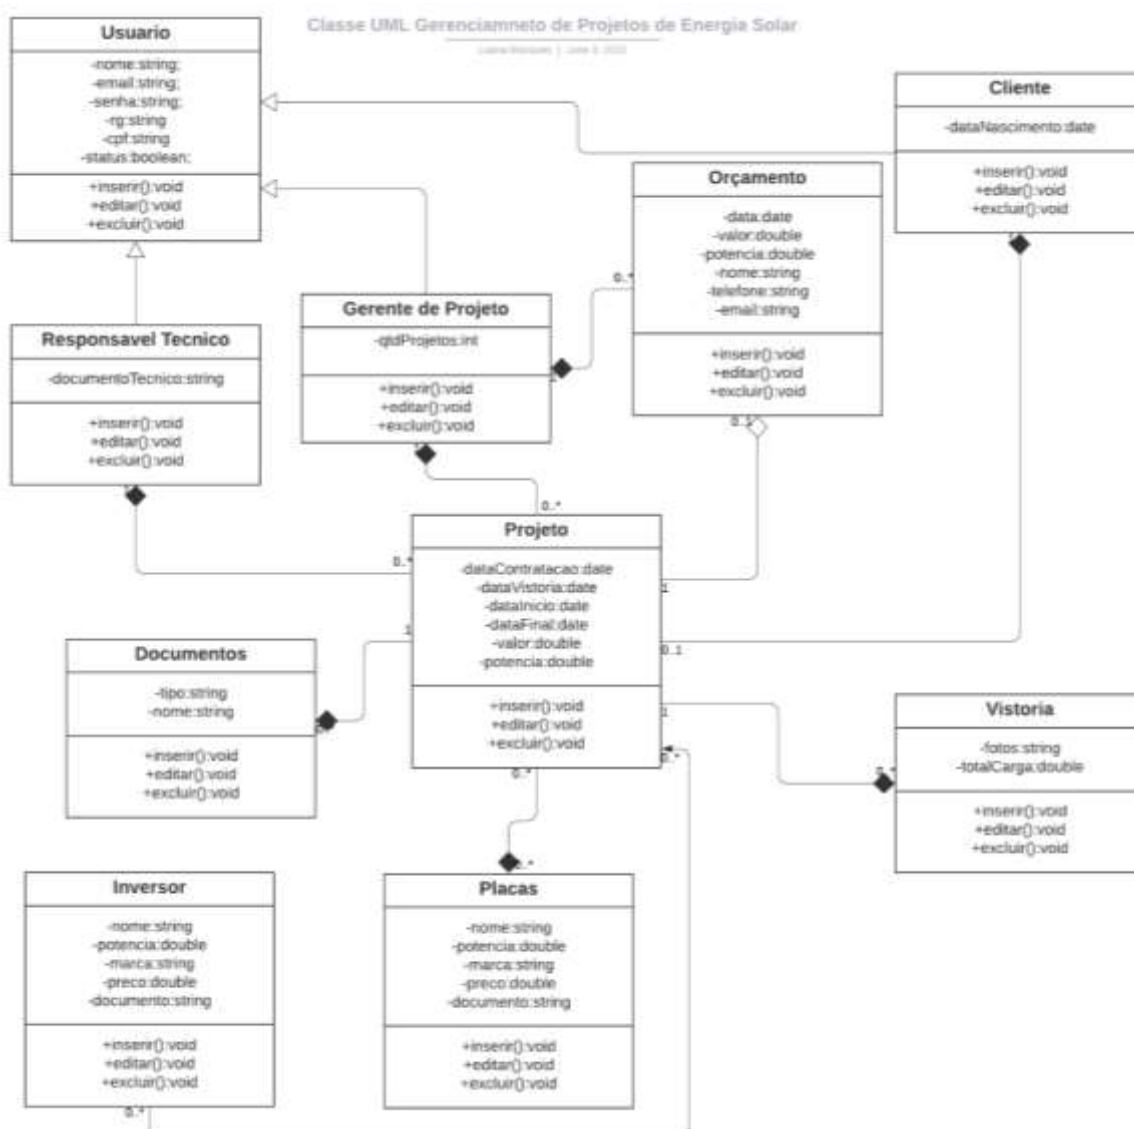 Classe UML Gerenciamneto de Projetos de Energia Solar
Usuario
-nome:string;
-email:string;
-senha:string;
-rg:string
-cpf:string
-status:boolean;
+inserir():void
+editar():void
+excluir():void
Cliente
-dataNascimento:date
+inserir():void
+editar():void
+excluir():void
Orçamento
-data:date
-valor:double
-potencia:double
-nome:string
-telefone:string
-email:string
+inserir():void
+editar():void
+excluir():void
0..*
0..1
Gerente de Projeto
-qtdProjetos:int
+inserir():void
+editar():void
+excluir():void
1
Responsavel Tecnico
-documentoTecnico:string
+inserir():void
+editar():void
+excluir():void
0..*
0..*
Projeto
-dataContratacao:date
-dataVistoria:date
-dataInicio:date
-dataFinal:date
-valor:double
-potencia:double
+inserir():void
+editar():void
+excluir():void
1
1
0..1
1
0..*
0..*
Documentos
-tipo:string
-nome:string
+inserir():void
+editar():void
+excluir():void
Vistoria
-fotos:string
-totalCarga:double
+inserir():void
+editar():void
+excluir():void
0..*
Inversor
-nome:string
-potencia:double
-marca:string
-preco:double
-documento:string
+inserir():void
+editar():void
+excluir():void
0..*
Placas
-nome:string
-potencia:double
-marca:string
-preco:double
-documento:string
+inserir():void
+editar():void
+excluir():void